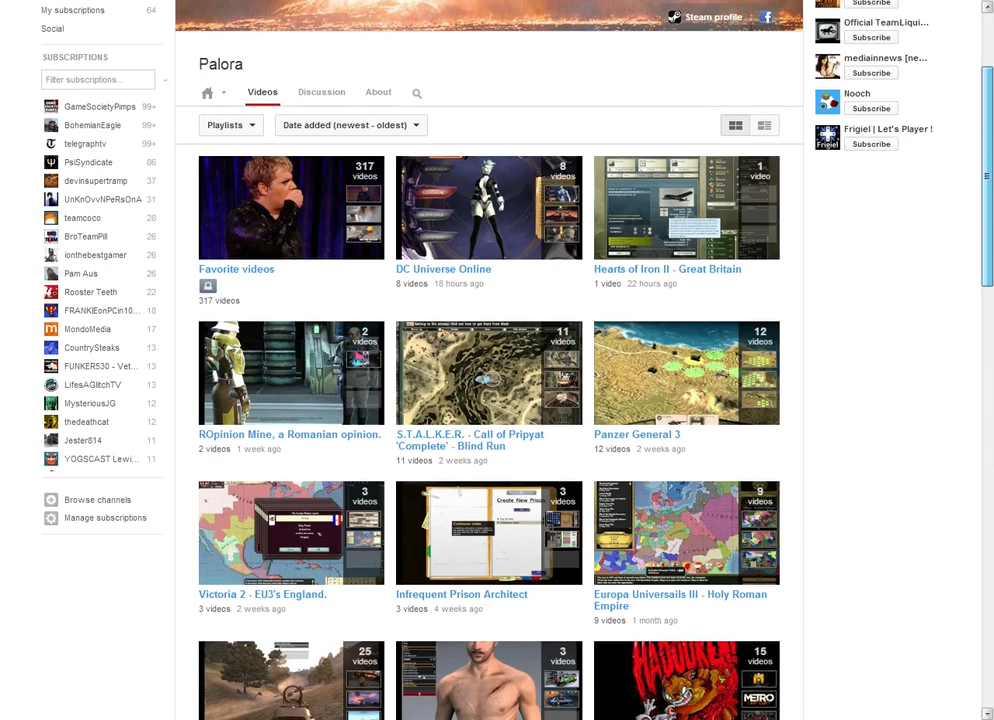 My subscriptions 64
Social
SUBSCRIPTIONS
Filter subscriptions...
GameSocietyPimps 99+
BohemianEagle 99+
telegraphtv 99+
PsiSyndicate 86
devinsupertramp 37
UnKnOvvNPeRsOnA 31
teamcoco 28
BroTeamPill 26
ionthebestgamer 26
Pam Aus 26
Rooster Teeth 22
FRANKIEonPCin10... 18
MondoMedia 17
CountrySteaks 13
FUNKER530 - Vet... 13
LifesAGlitchTV 13
MysteriousJG 12
thedeathcat 12
Jester814 11
YOGSCAST Lewi... 11
Browse channels
Manage subscriptions
Steam profile
Palora
Videos Discussion About
Playlists Date added (newest - oldest)
317 videos
Favorite videos
317 videos
8 videos
DC Universe Online
8 videos 18 hours ago
1 video
Hearts of Iron II - Great Britain
1 video 22 hours ago
2 videos
ROpinion Mine, a Romanian opinion.
2 videos 1 week ago
11 videos
S.T.A.L.K.E.R. - Call of Pripyat
'Complete' - Blind Run
11 videos 2 weeks ago
12 videos
Panzer General 3
12 videos 2 weeks ago
3 videos
Victoria 2 - EU3's England.
3 videos 2 weeks ago
Create New Prison
3 videos
Infrequent Prison Architect
3 videos 4 weeks ago
9 videos
Europa Universails III - Holy Roman
Empire
9 videos 1 month ago
25 videos
3 videos
HADOUKEN!
15 videos
METRO
Subscribe
Official TeamLiqui...
Subscribe
mediainnews [ne...
Subscribe
Nooch
Subscribe
Frigiel | Let's Player !
Subscribe